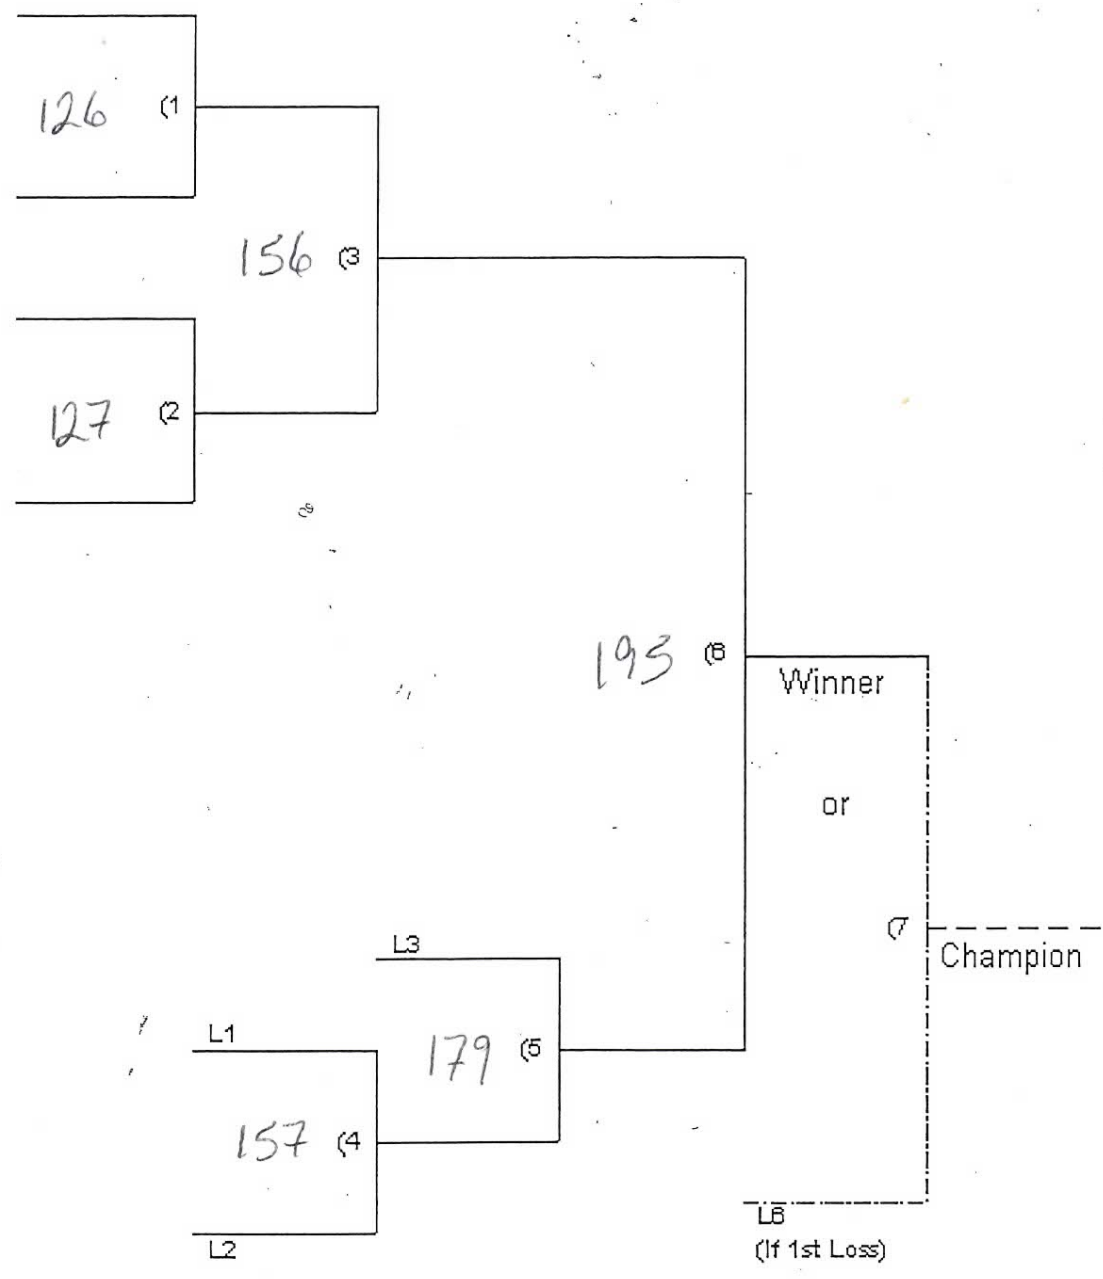 126 (1
156 (3
127 (2
195 (6
Winner
or
(7
Champion
L3
L1
179 (5
157 (4
L2
L6
(If 1st Loss)